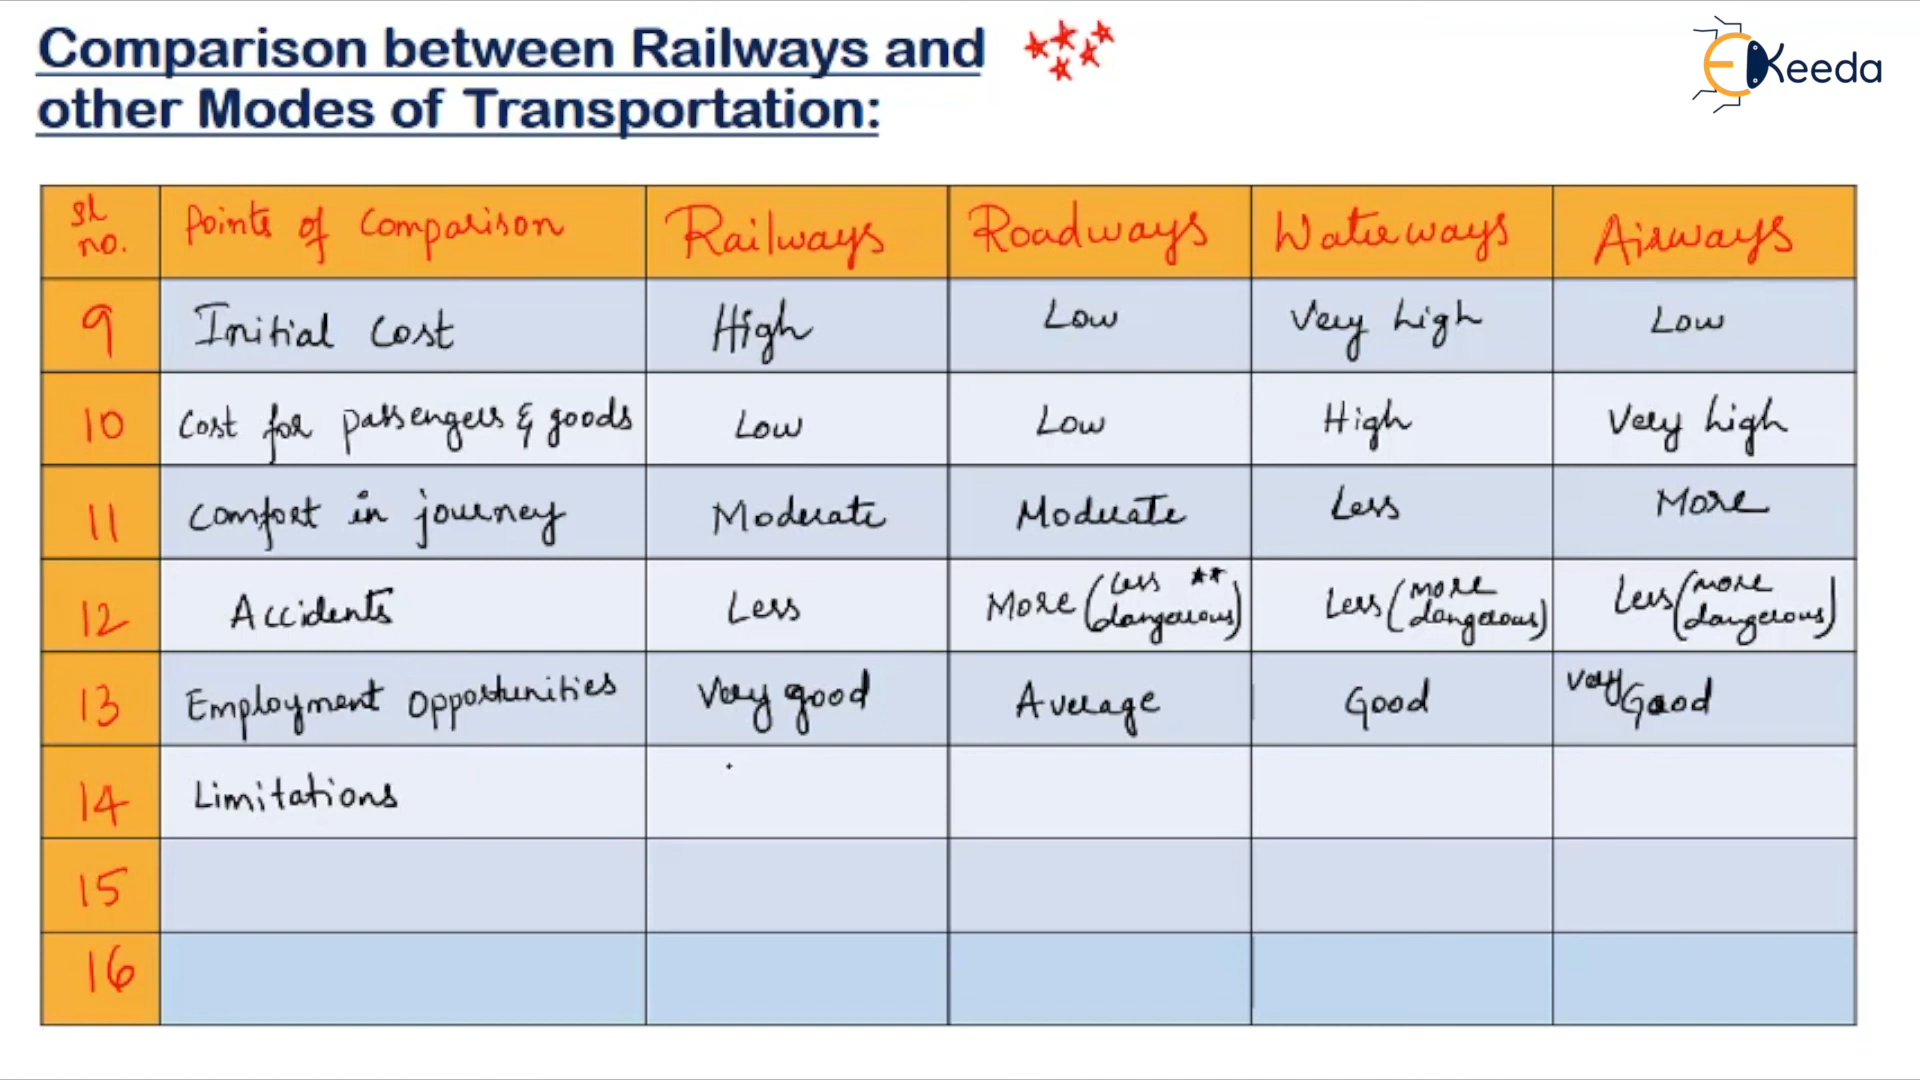 Comparison between Railways and
other Modes of Transportation:
EKeeda
Sl no. Points of Comparison Railways Roadways Waterways Airways
9 Initial Cost High Low Very high Low
10 Cost for passengers & goods Low Low High Very high
11 Comfort in journey Moderate Moderate Less More
12 Accidents Less More (Less dangerous) ** Less (more dangerous) Less (more dangerous)
13 Employment Opportunities Very good Average Good Very Good
14 Limitations
15
16